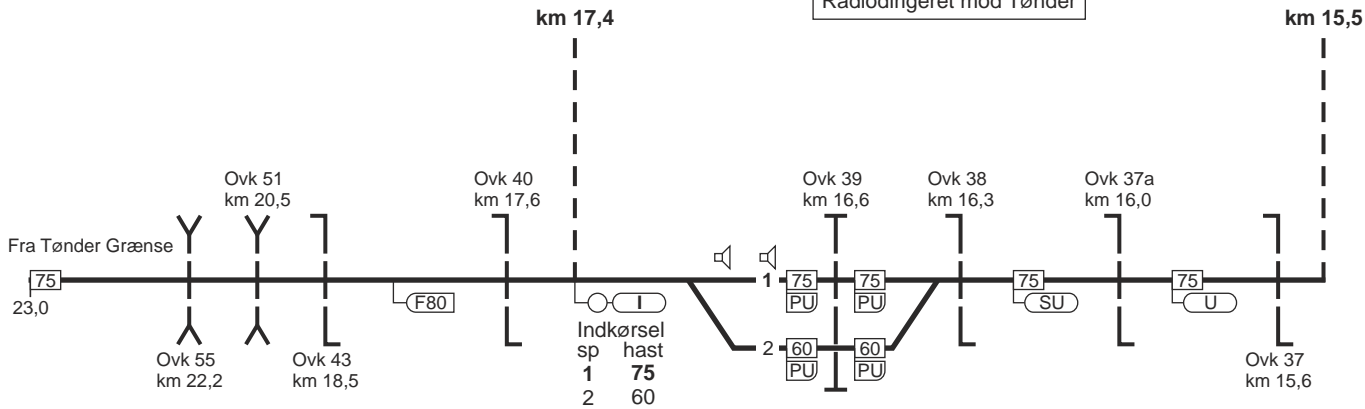 Radiodirigeret mod Tønder
km 17,4
km 15,5
Ovk 51
km 20,5
Ovk 40
km 17,6
Ovk 39
km 16,6
Ovk 38
km 16,3
Ovk 37a
km 16,0
Fra Tønder Grænse
75
23,0
F80
I
1
75
75
PU
PU
75
SU
75
U
Ovk 55
km 22,2
Ovk 43
km 18,5
Indkørsel
sp hast
1 75
2 60
2
60
60
PU
PU
Ovk 37
km 15,6